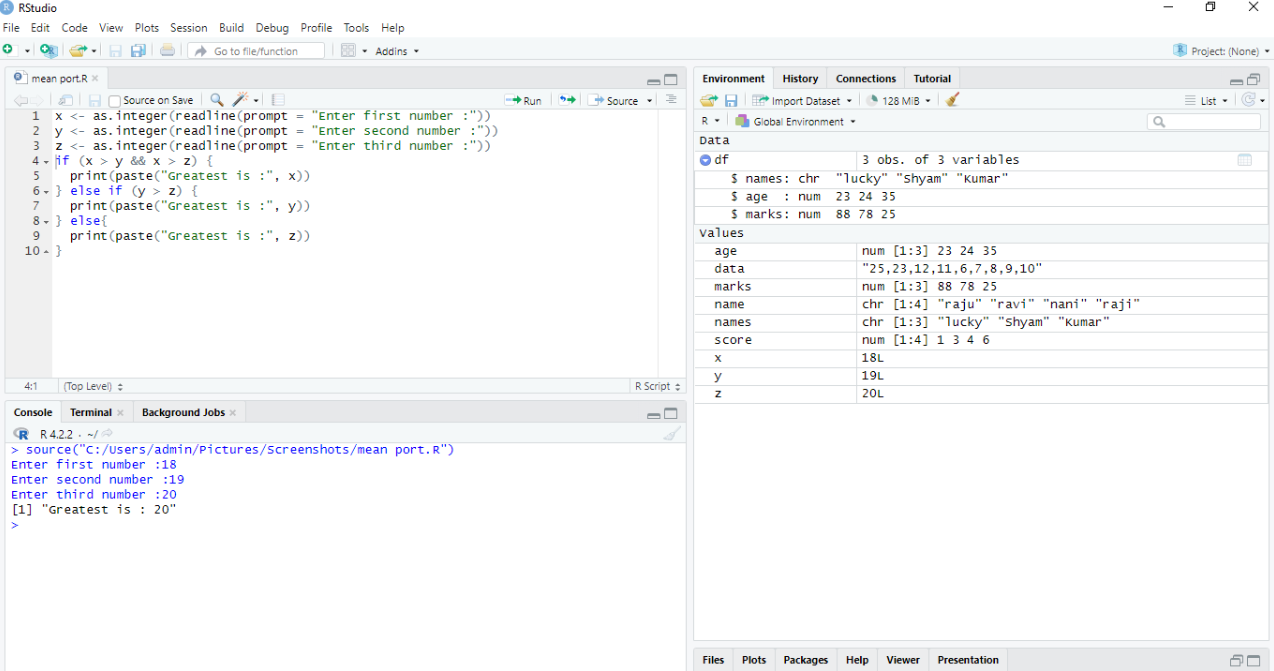 RStudio
File Edit Code View Plots Session Build Debug Profile Tools Help
Go to file/function Addins Project: (None)
mean port.R
Source on Save Run Source
1 x <- as.integer(readline(prompt = "Enter first number :"))
2 y <- as.integer(readline(prompt = "Enter second number :"))
3 z <- as.integer(readline(prompt = "Enter third number :"))
4 if (x > y && x > z) {
5 print(paste("Greatest is :", x))
6 } else if (y > z) {
7 print(paste("Greatest is :", y))
8 } else{
9 print(paste("Greatest is :", z))
10 }
4:1 (Top Level) R Script
Console Terminal Background Jobs
R R 4.2.2 · ~/
> source("C:/Users/admin/Pictures/Screenshots/mean port.R")
Enter first number :18
Enter second number :19
Enter third number :20
[1] "Greatest is : 20"
>
Environment History Connections Tutorial
Import Dataset 128 MiB List
R Global Environment
Data
df 3 obs. of 3 variables
$ names: chr "lucky" "Shyam" "Kumar"
$ age : num 23 24 35
$ marks: num 88 78 25
Values
age num [1:3] 23 24 35
data "25,23,12,11,6,7,8,9,10"
marks num [1:3] 88 78 25
name chr [1:4] "raju" "ravi" "nani" "raji"
names chr [1:3] "lucky" "Shyam" "Kumar"
score num [1:4] 1 3 4 6
x 18L
y 19L
z 20L
Files Plots Packages Help Viewer Presentation